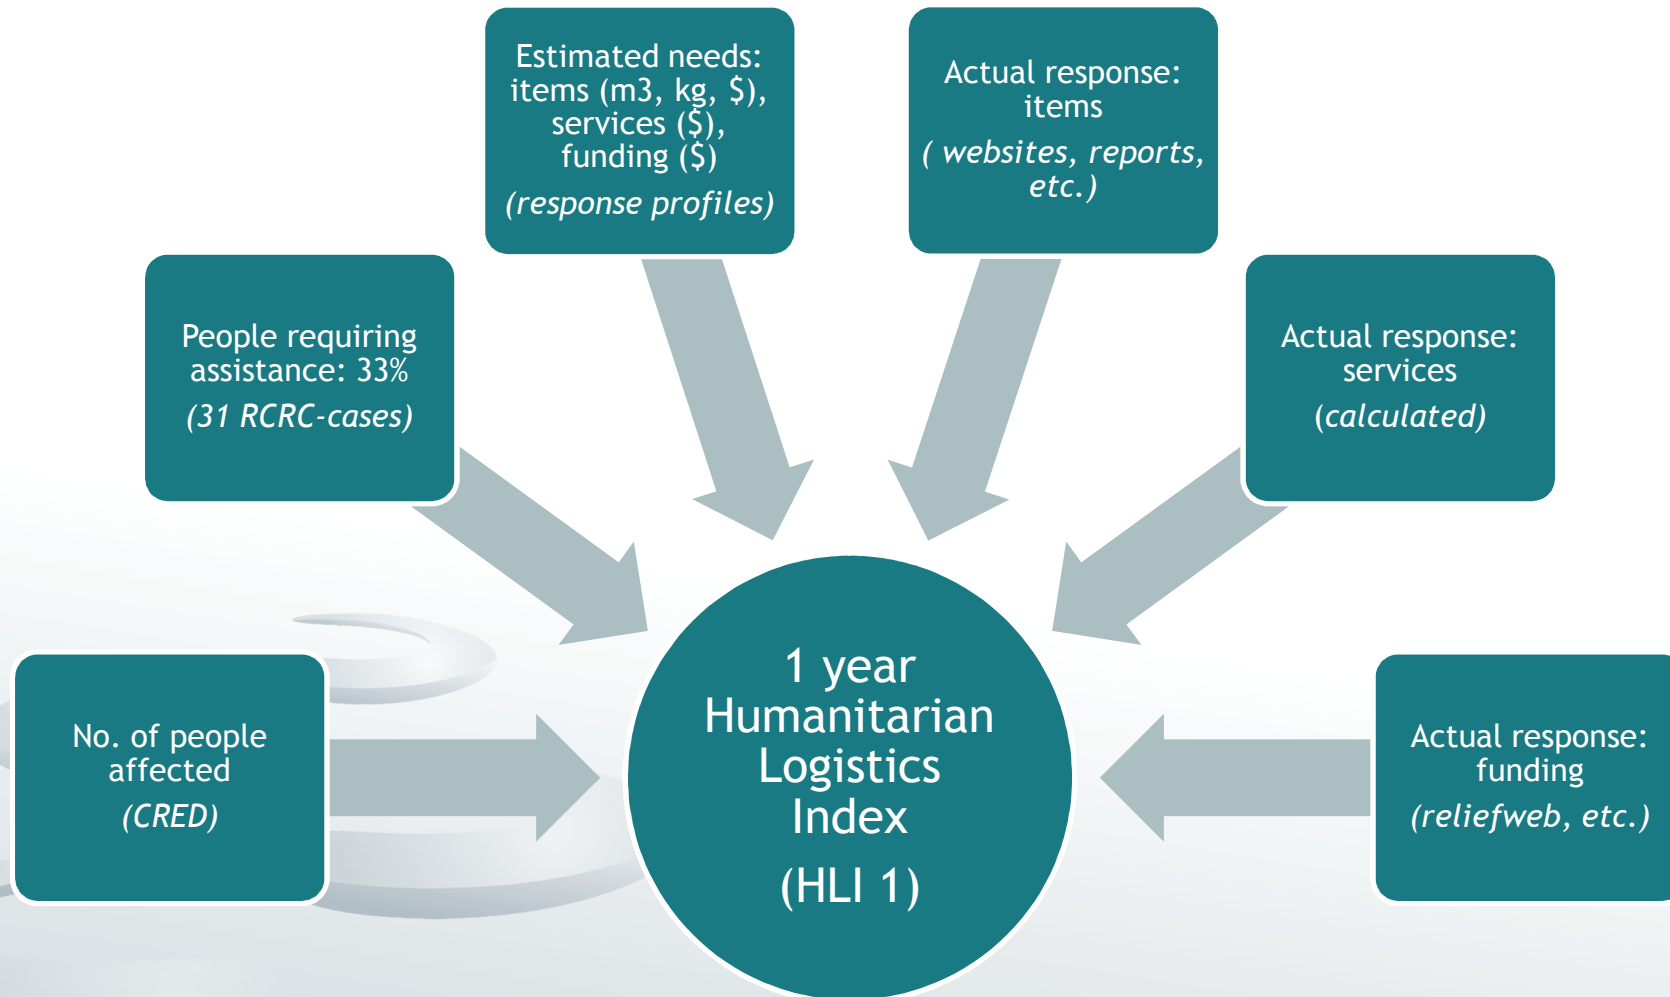 Estimated needs:
items (m3, kg, $),
services ($),
funding ($)
(response profiles)
Actual response:
items
( websites, reports,
etc.)
People requiring
assistance: 33%
(31 RCRC-cases)
Actual response:
services
(calculated)
No. of people
affected
(CRED)
1 year
Humanitarian
Logistics
Index
(HLI 1)
Actual response:
funding
(reliefweb, etc.)